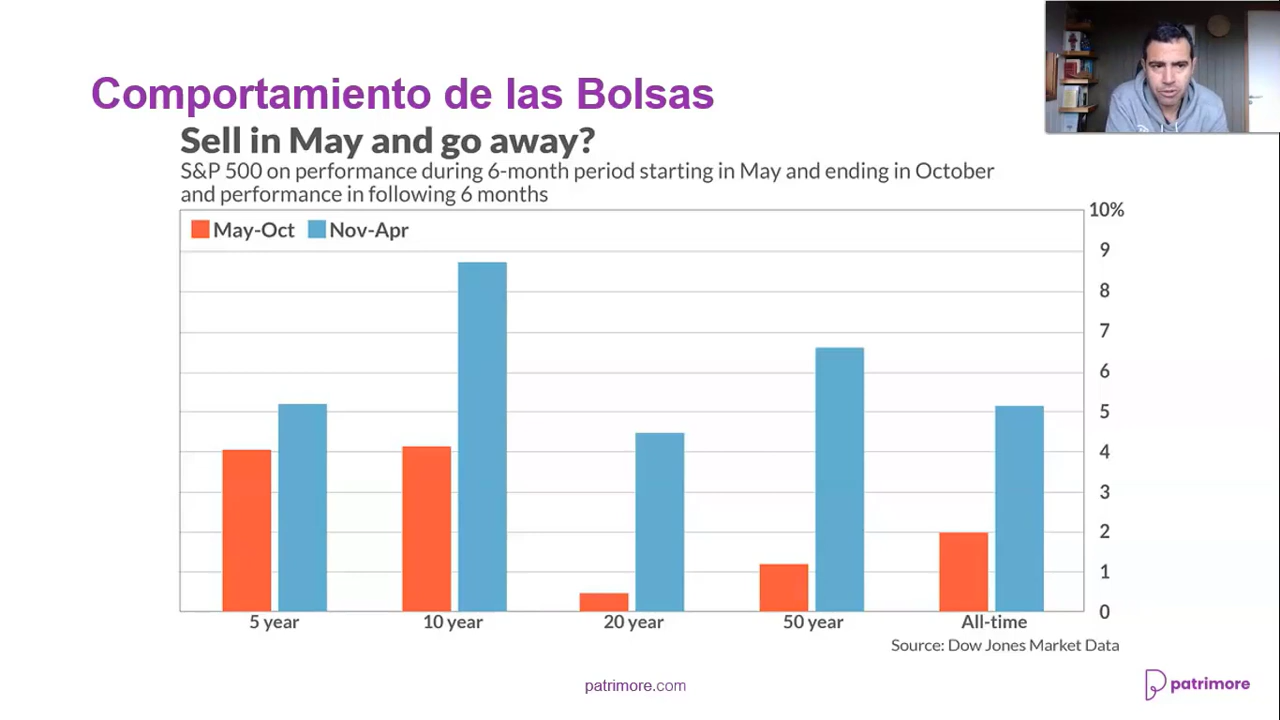 Comportamiento de las Bolsas
Sell in May and go away?
S&P 500 on performance during 6-month period starting in May and ending in October
and performance in following 6 months
May-Oct Nov-Apr
10%
9
8
7
6
5
4
3
2
1
0
5 year 10 year 20 year 50 year All-time
Source: Dow Jones Market Data
patrimore.com
patrimore